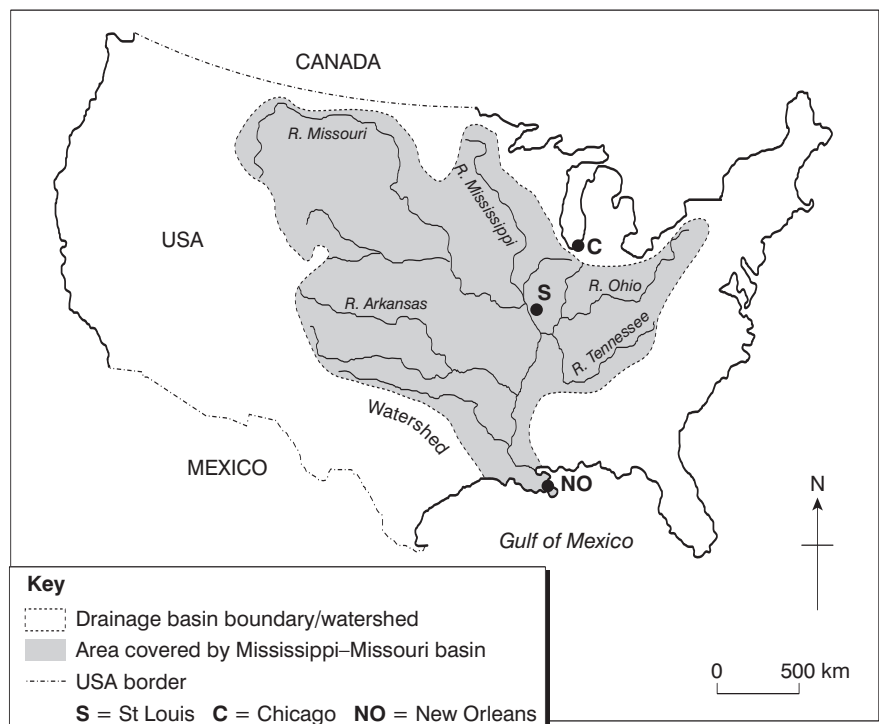 CANADA
R. Missouri
R. Mississippi
USA
C
S
R. Ohio
R. Arkansas
R. Tennessee
Watershed
MEXICO
NO
N
Gulf of Mexico
Key
Drainage basin boundary/watershed
Area covered by Mississippi–Missouri basin
USA border
S = St Louis C = Chicago NO = New Orleans
0 500 km